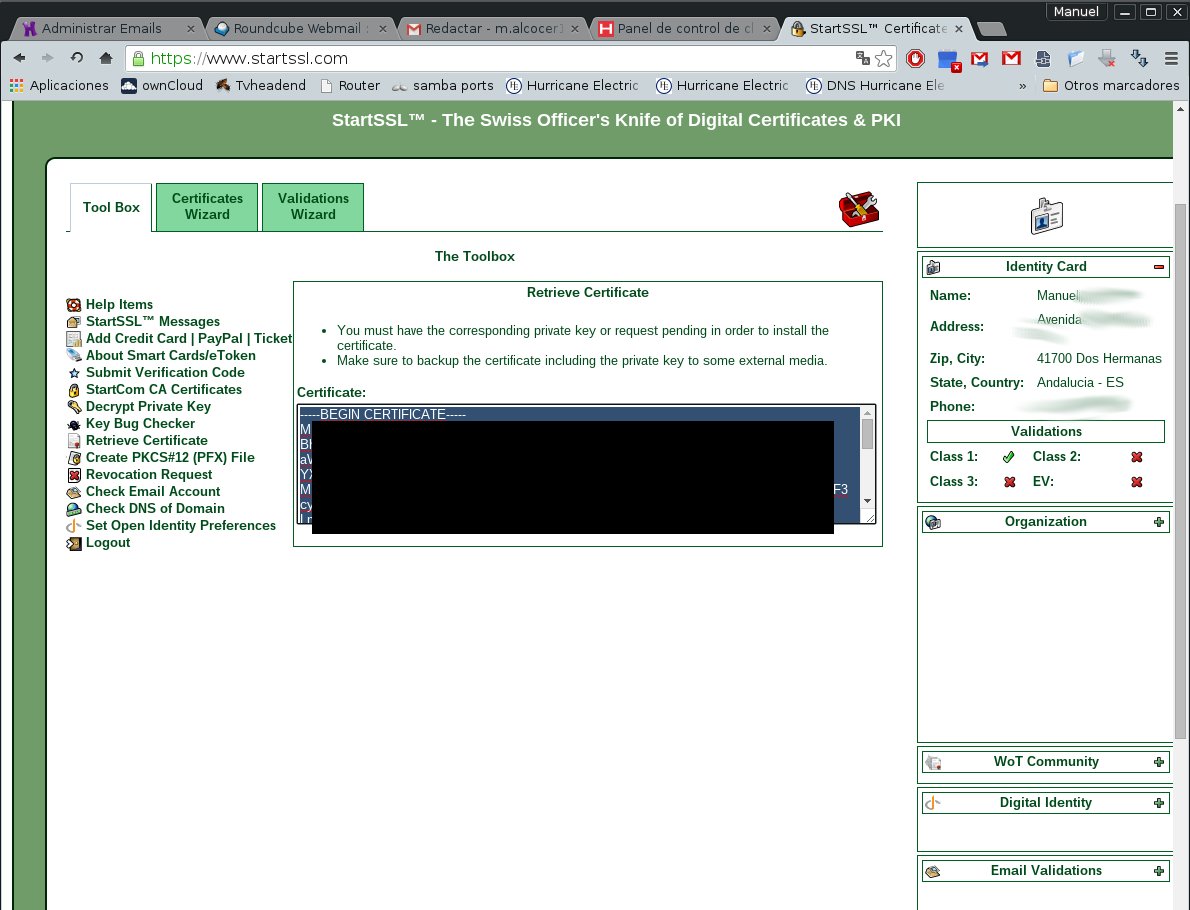 Manuel
Administrar Emails
Roundcube Webmail :
Redactar - m.alcocer1
Panel de control de cl
StartSSL™ Certificate
https://www.startssl.com
Aplicaciones
ownCloud
Tvheadend
Router
samba ports
Hurricane Electric
Hurricane Electric
DNS Hurricane Ele
»
Otros marcadores
StartSSL™ - The Swiss Officer's Knife of Digital Certificates & PKI
Tool Box
Certificates
Wizard
Validations
Wizard
The Toolbox
Help Items
StartSSL™ Messages
Add Credit Card | PayPal | Ticket
About Smart Cards/eToken
Submit Verification Code
StartCom CA Certificates
Decrypt Private Key
Key Bug Checker
Retrieve Certificate
Create PKCS#12 (PFX) File
Revocation Request
Check Email Account
Check DNS of Domain
Set Open Identity Preferences
Logout
Retrieve Certificate
• You must have the corresponding private key or request pending in order to install the
certificate.
• Make sure to backup the certificate including the private key to some external media.
Certificate:
-----BEGIN CERTIFICATE-----
M
F3
cy
Identity Card
Name: Manuel
Address: Avenida
Zip, City: 41700 Dos Hermanas
State, Country: Andalucia - ES
Phone:
Validations
Class 1: Class 2:
Class 3: EV:
Organization
WoT Community
Digital Identity
Email Validations